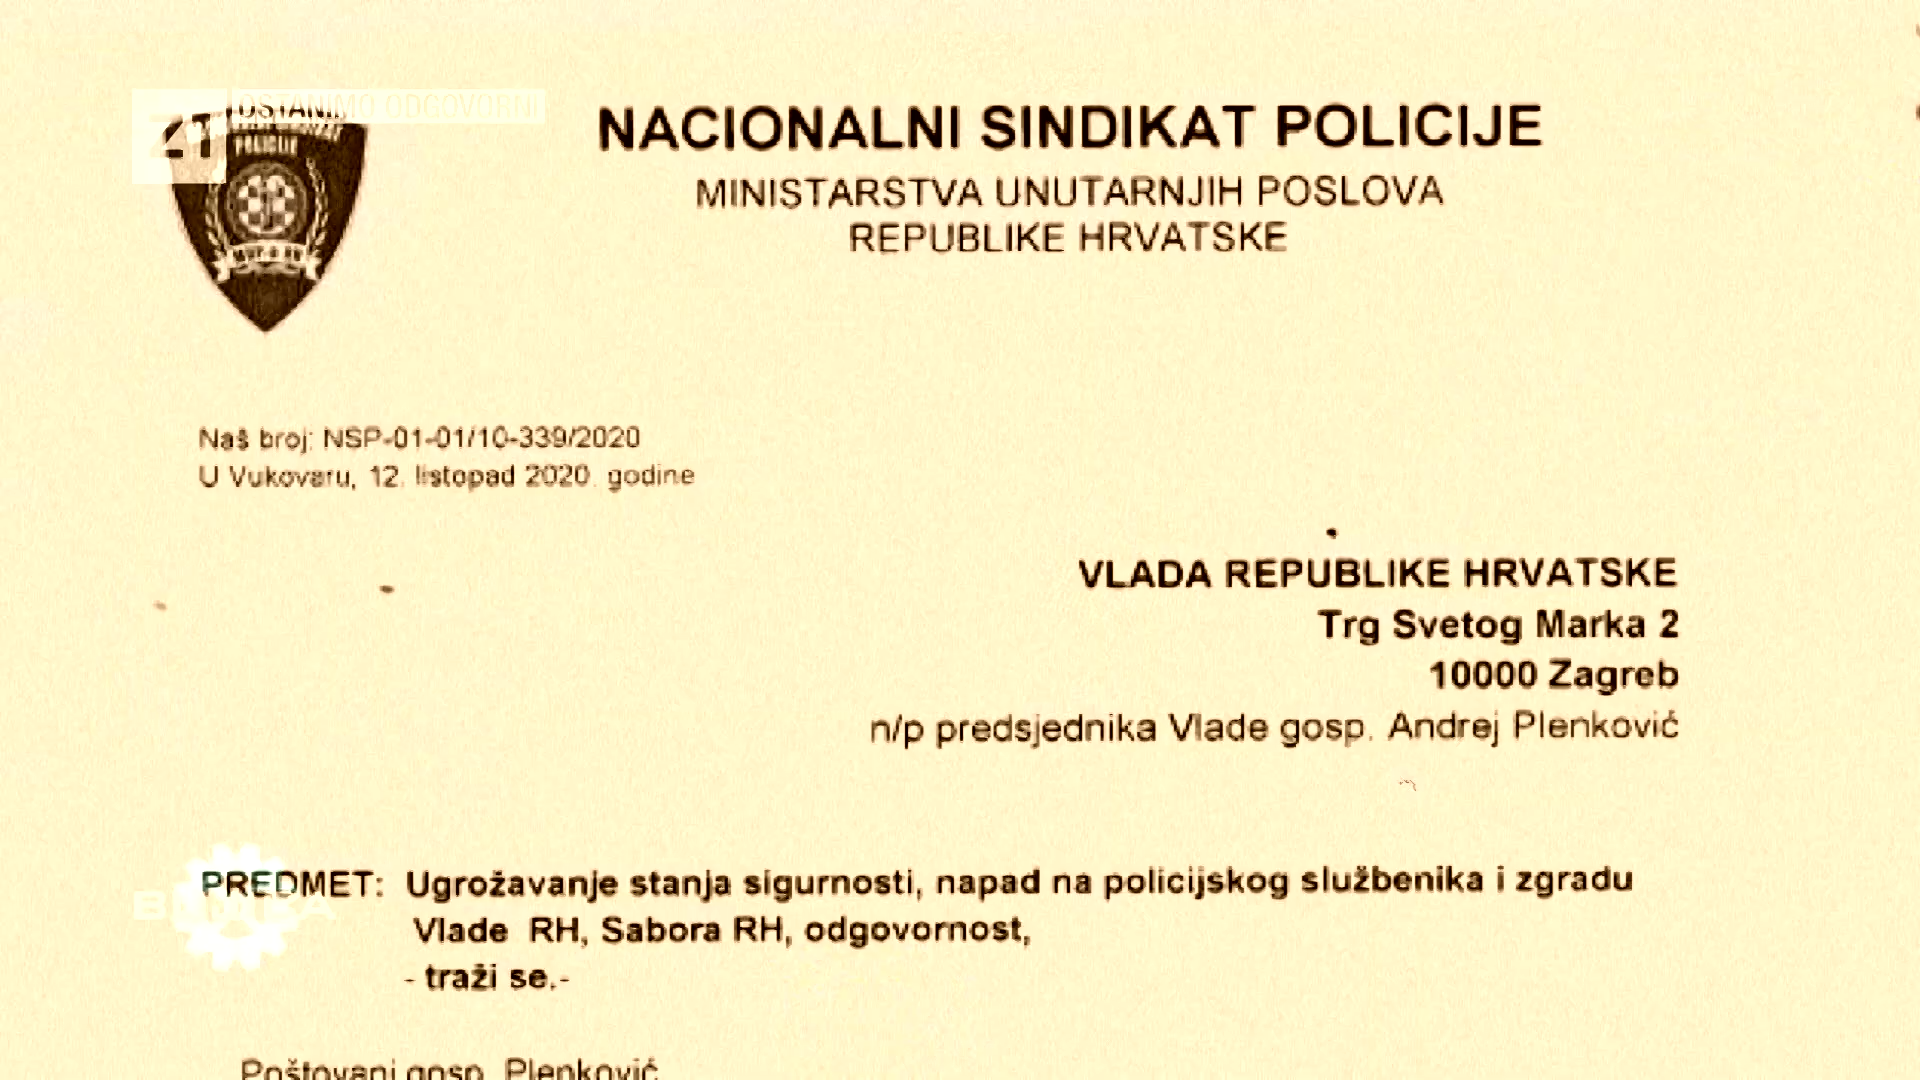 OSTANIMO ODGOVORNI
POLICIJE
NACIONALNI SINDIKAT POLICIJE
MINISTARSTVA UNUTARNJIH POSLOVA
REPUBLIKE HRVATSKE
Naš broj: NSP-01-01/10-339/2020
U Vukovaru, 12. listopad 2020. godine
VLADA REPUBLIKE HRVATSKE
Trg Svetog Marka 2
10000 Zagreb
n/p predsjednika Vlade gosp. Andrej Plenković
PREDMET: Ugrožavanje stanja sigurnosti, napad na policijskog službenika i zgradu
Vlade RH, Sabora RH, odgovornost,
- traži se.-
Poštovani gosp. Plenković